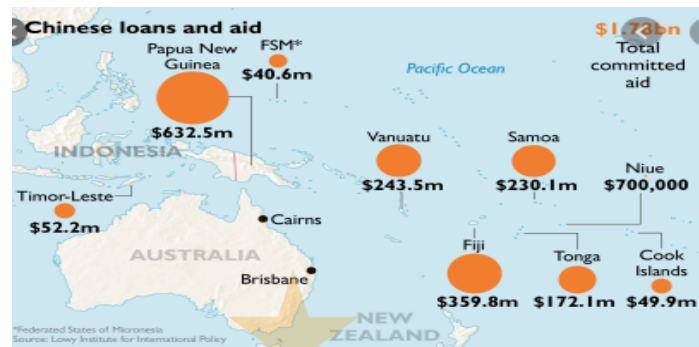 Chinese loans and aid
Papua New
Guinea
$632.5m
FSM*
$40.6m
Pacific Ocean
$1.78bn
Total
committed
aid
INDONESIA
Vanuatu
$243.5m
Samoa
$230.1m
Niue
$700,000
Timor-Leste
$52.2m
Cairns
AUSTRALIA
Brisbane
Fiji
$359.8m
Tonga
$172.1m
Cook
Islands
$49.9m
NEW
ZEALAND
*Federated States of Micronesia
Source: Lowy Institute for International Policy